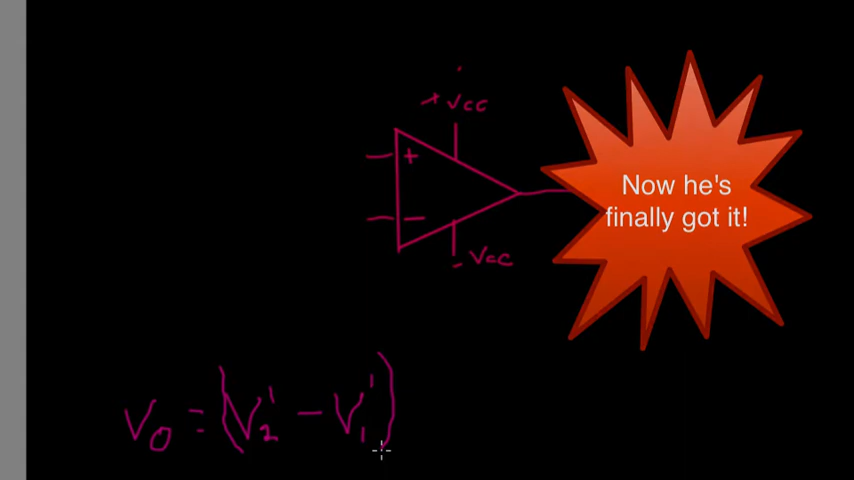 + Vcc
+
Now he's
finally got it!
−
- Vcc
V₀ = (V₂' − V₁')